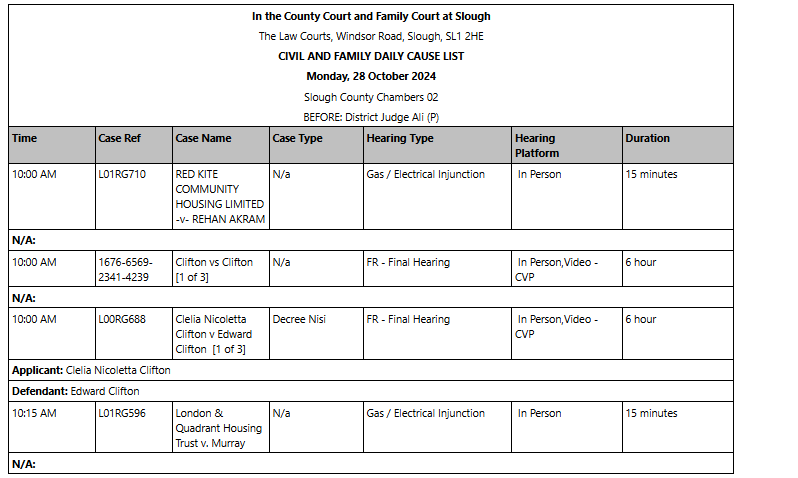 In the County Court and Family Court at Slough
The Law Courts, Windsor Road, Slough, SL1 2HE
CIVIL AND FAMILY DAILY CAUSE LIST
Monday, 28 October 2024
Slough County Chambers 02
BEFORE: District Judge Ali (P)
Time Case Ref Case Name Case Type Hearing Type Hearing Platform Duration
10:00 AM L01RG710 RED KITE COMMUNITY HOUSING LIMITED -v- REHAN AKRAM N/a Gas / Electrical Injunction In Person 15 minutes
N/A:
10:00 AM 1676-6569-2341-4239 Clifton vs Clifton [1 of 3] N/a FR - Final Hearing In Person,Video - CVP 6 hour
N/A:
10:00 AM L00RG688 Clelia Nicoletta Clifton v Edward Clifton [1 of 3] Decree Nisi FR - Final Hearing In Person,Video - CVP 6 hour
Applicant: Clelia Nicoletta Clifton
Defendant: Edward Clifton
10:15 AM L01RG596 London & Quadrant Housing Trust v. Murray N/a Gas / Electrical Injunction In Person 15 minutes
N/A: